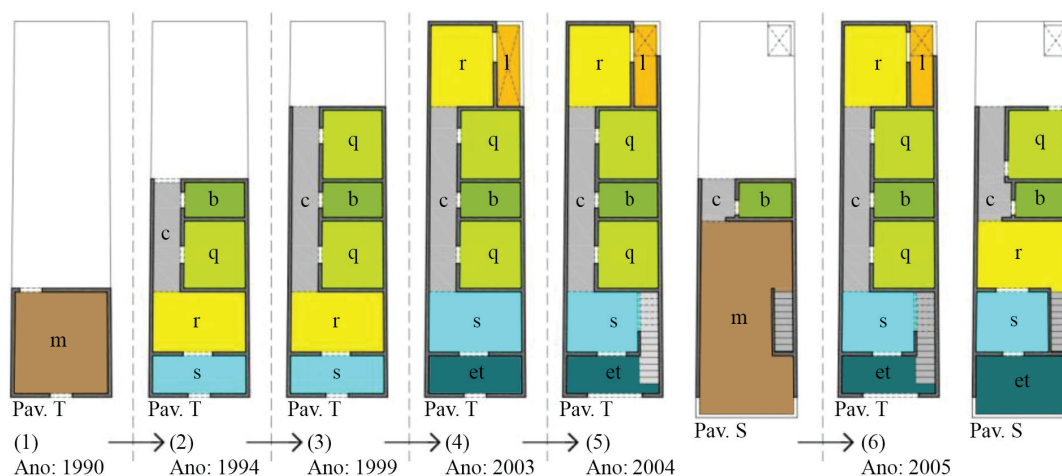 m
Pav. T
(1)
Ano: 1990
b
c
q
r
s
Pav. T
(2)
Ano: 1994
q
c
b
q
r
s
Pav. T
(3)
Ano: 1999
r
l
q
c
b
q
s
et
Pav. T
(4)
Ano: 2003
r
l
q
c
b
q
s
et
Pav. T
(5)
Ano: 2004
c
b
m
Pav. S
r
l
q
c
b
q
s
et
Pav. T
(6)
Ano: 2005
q
c
b
r
s
et
Pav. S